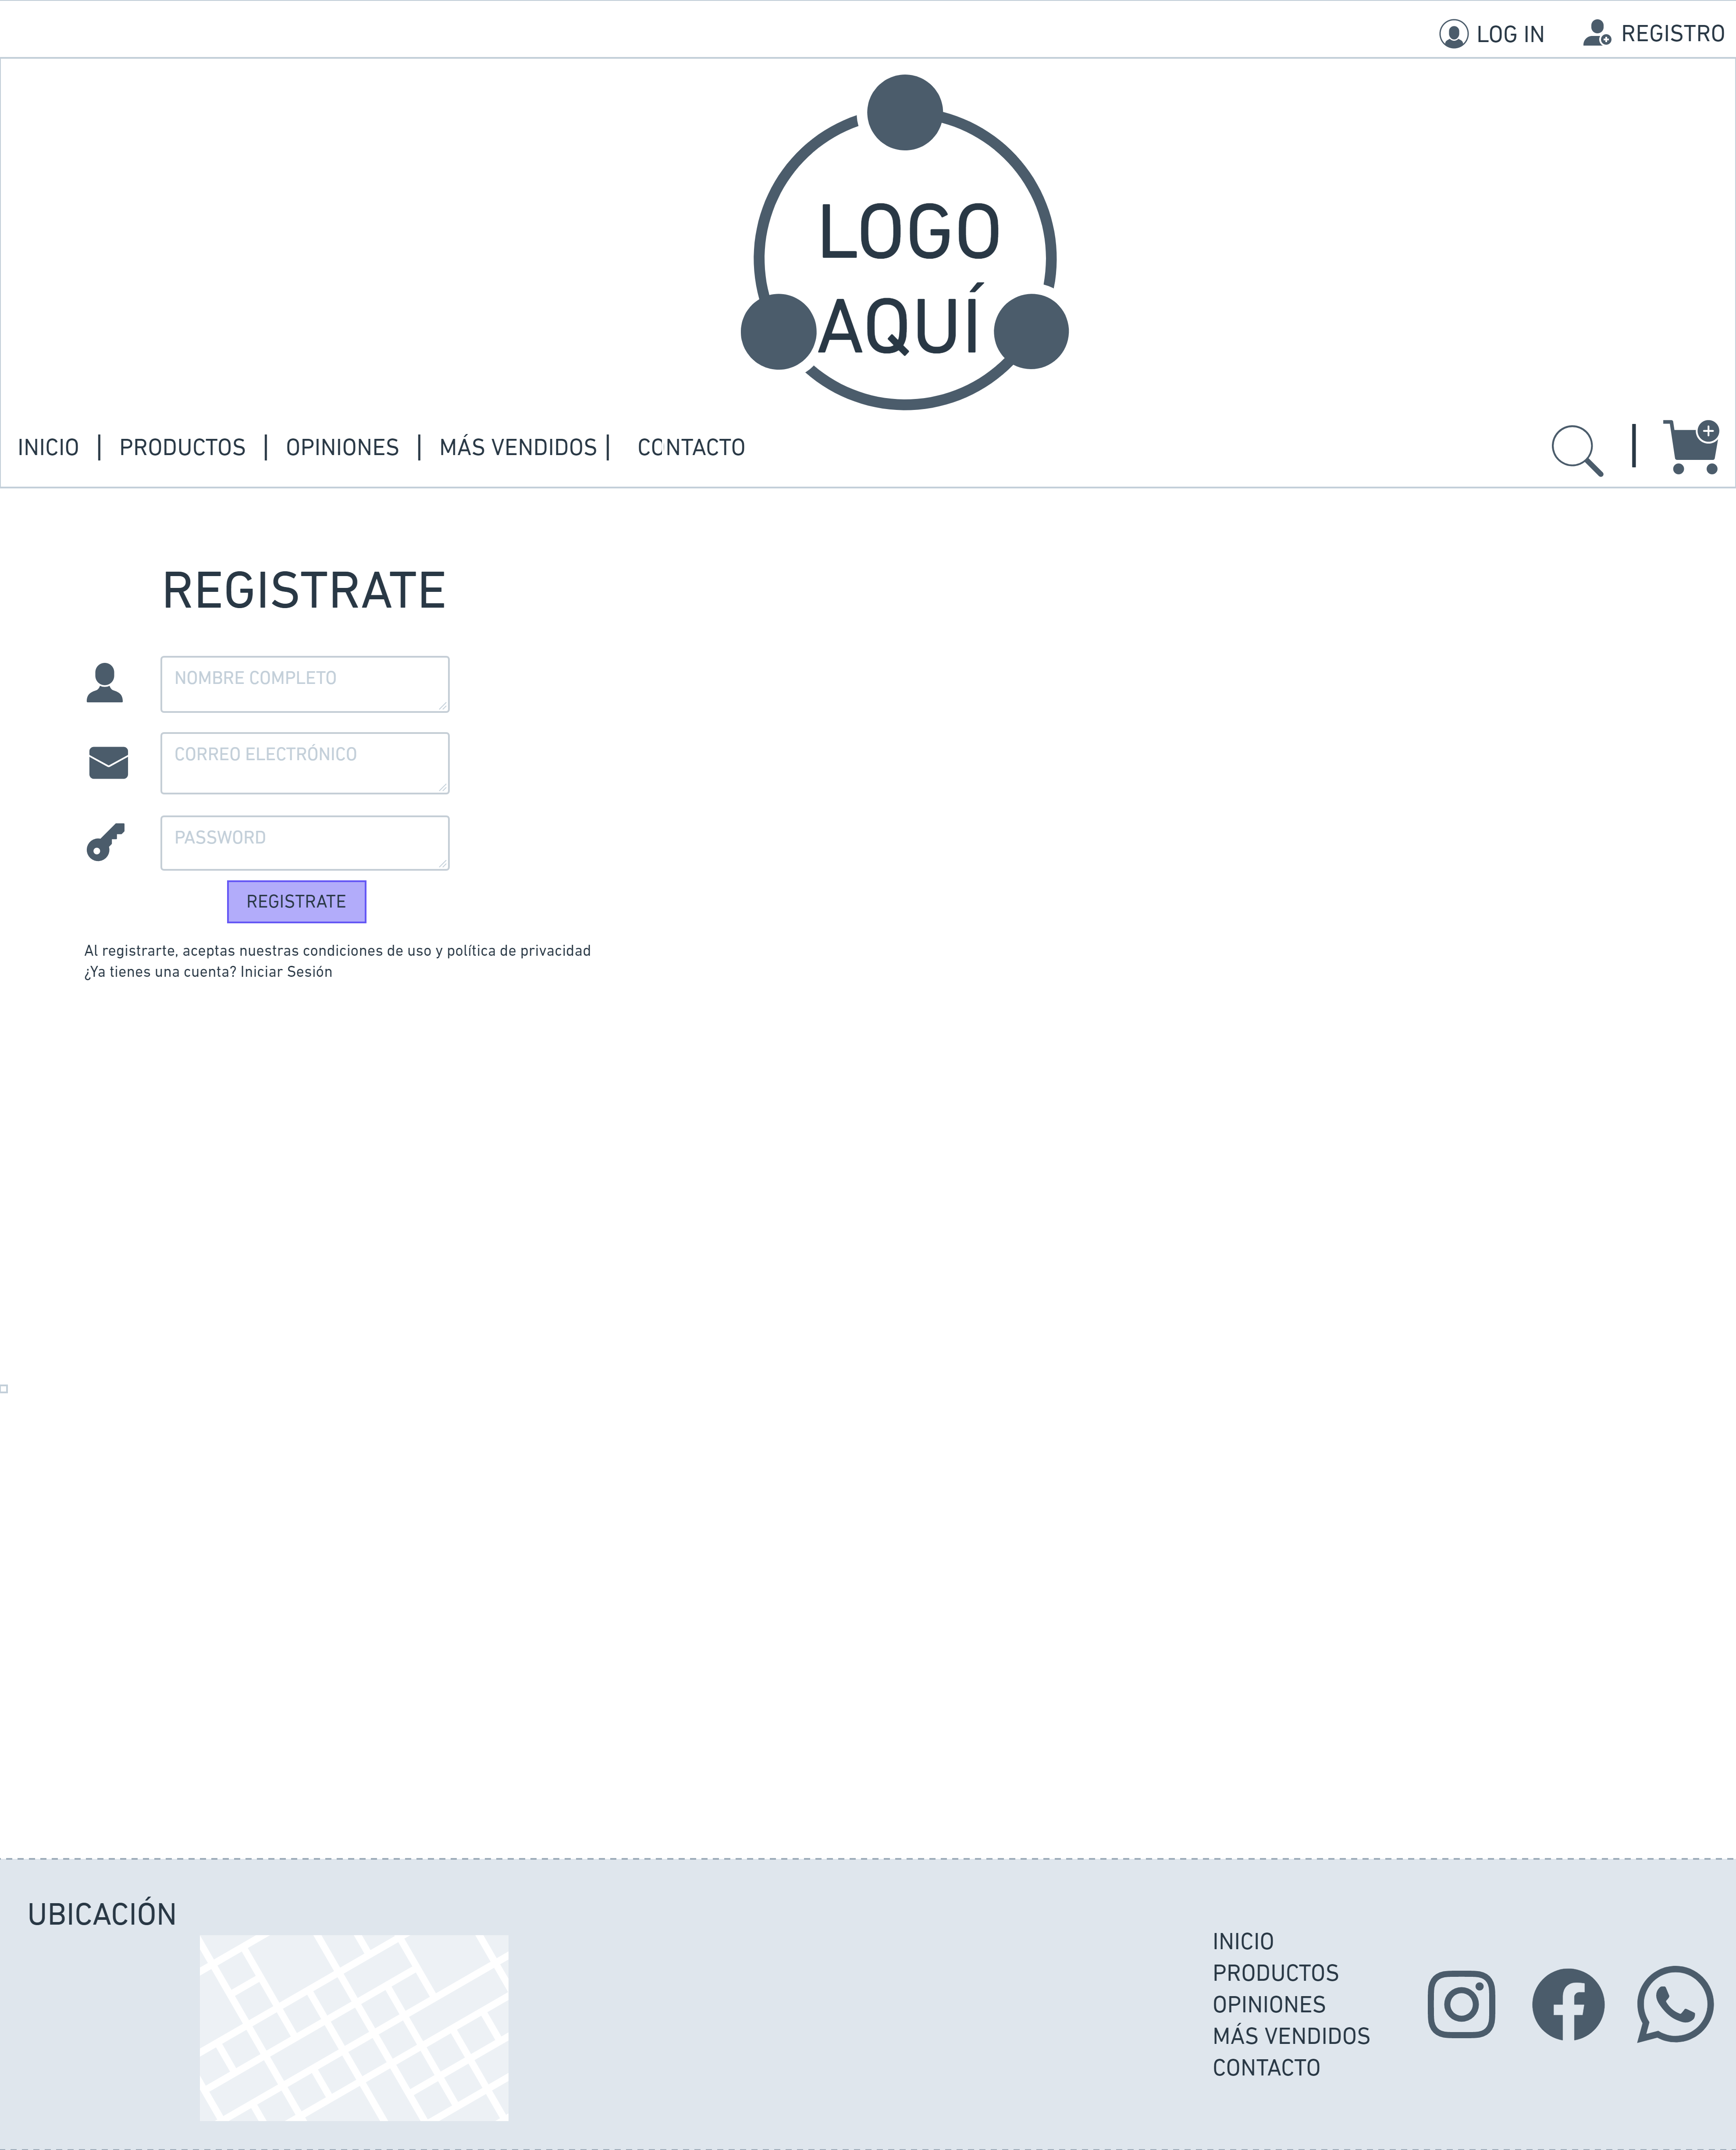 LOG IN
REGISTRO
LOGO
AQUÍ
INICIO | PRODUCTOS | OPINIONES | MÁS VENDIDOS | CONTACTO
REGISTRATE
NOMBRE COMPLETO
CORREO ELECTRÓNICO
PASSWORD
REGISTRATE
Al registrarte, aceptas nuestras condiciones de uso y política de privacidad
¿Ya tienes una cuenta? Iniciar Sesión
UBICACIÓN
INICIO
PRODUCTOS
OPINIONES
MÁS VENDIDOS
CONTACTO